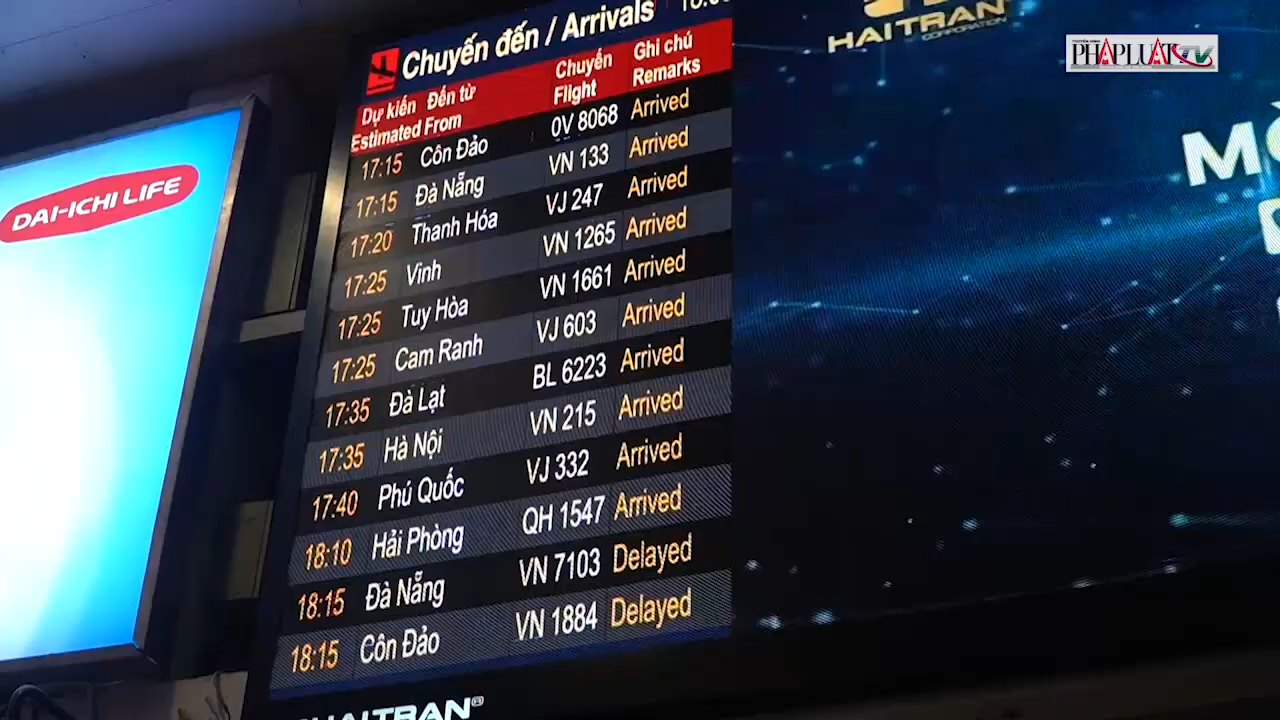 Chuyến đến / Arrivals
Dự kiến Đến từ Chuyến Ghi chú
Estimated From Flight Remarks
17:15 Côn Đảo 0V 8068 Arrived
17:15 Đà Nẵng VN 133 Arrived
17:20 Thanh Hóa VJ 247 Arrived
17:25 Vinh VN 1265 Arrived
17:25 Tuy Hòa VN 1661 Arrived
17:25 Cam Ranh VJ 603 Arrived
17:35 Đà Lạt BL 6223 Arrived
17:35 Hà Nội VN 215 Arrived
17:40 Phú Quốc VJ 332 Arrived
18:10 Hải Phòng QH 1547 Arrived
18:15 Đà Nẵng VN 7103 Delayed
18:15 Côn Đảo VN 1884 Delayed
HAITRAN
DAI-ICHI LIFE
HAITRAN
CORPORATION
PHÁPLUẬT TV